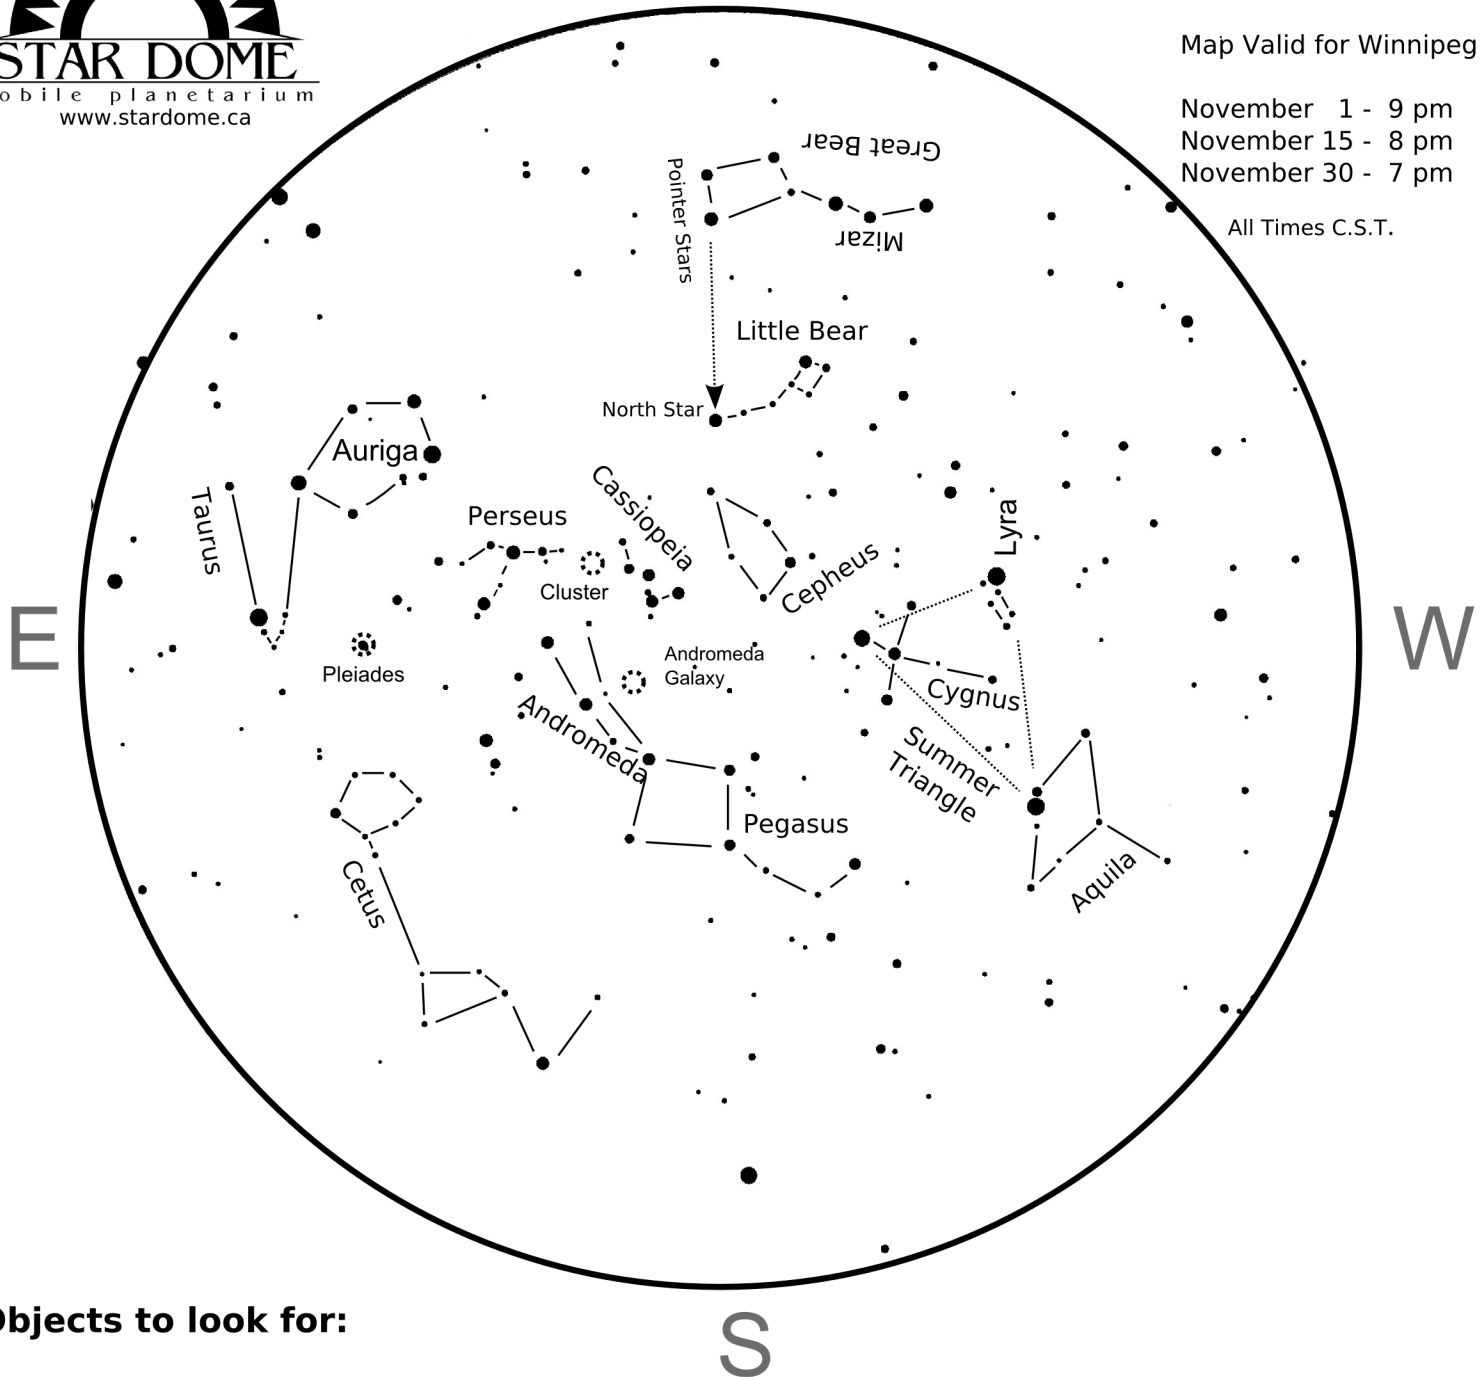 STAR DOME
obile planetarium
www.stardome.ca
Map Valid for Winnipeg
November 1 - 9 pm
November 15 - 8 pm
November 30 - 7 pm
All Times C.S.T.
Great Bear
Pointer Stars
Mizar
Little Bear
North Star
Auriga
Taurus
Perseus
Cassiopeia
Cluster
Cepheus
Lyra
E
W
Pleiades
Andromeda
Galaxy
Cygnus
Andromeda
Summer
Triangle
Pegasus
Aquila
Cetus
Objects to look for:
S